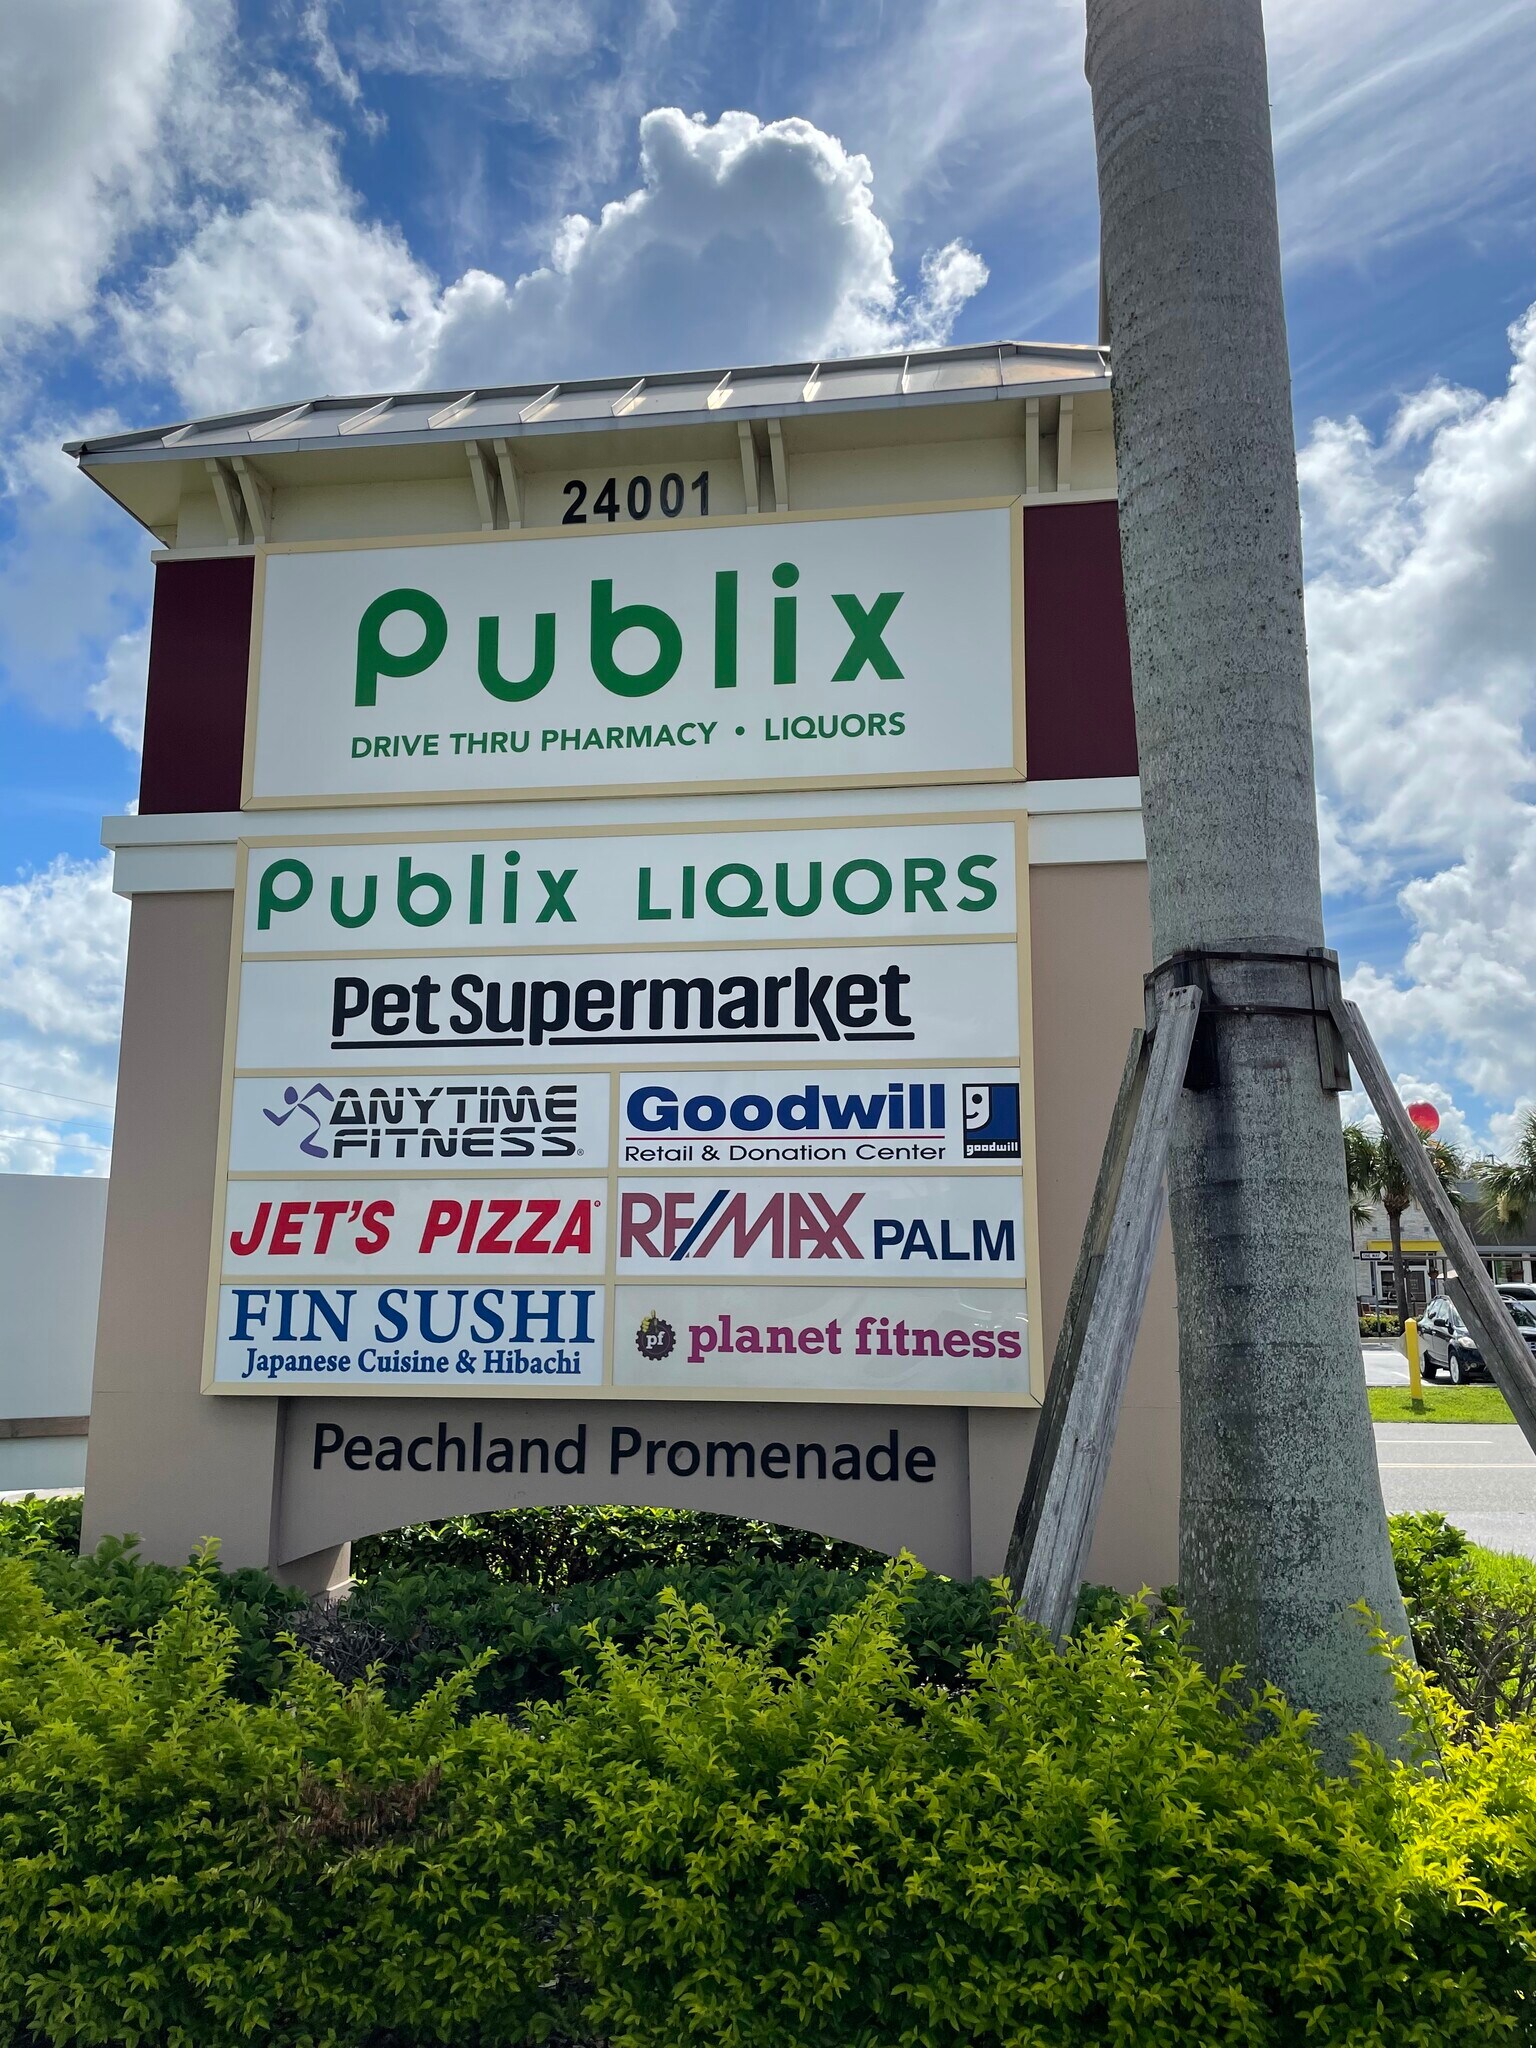 24001
Publix
DRIVE THRU PHARMACY • LIQUORS
Publix LIQUORS
Pet Supermarket
ANYTIME FITNESS®
Goodwill
Retail & Donation Center
goodwill
JET'S PIZZA®
RE/MAX PALM
FIN SUSHI
Japanese Cuisine & Hibachi
pf planet fitness
Peachland Promenade